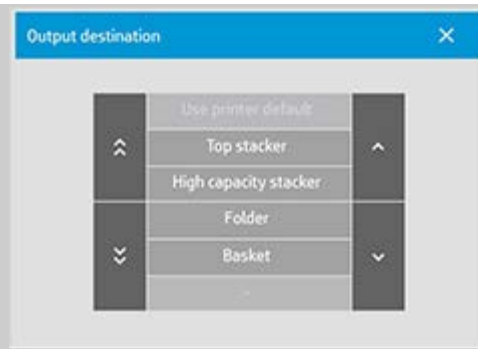 Output destination
Use printer default
Top stacker
High capacity stacker
Folder
Basket
-